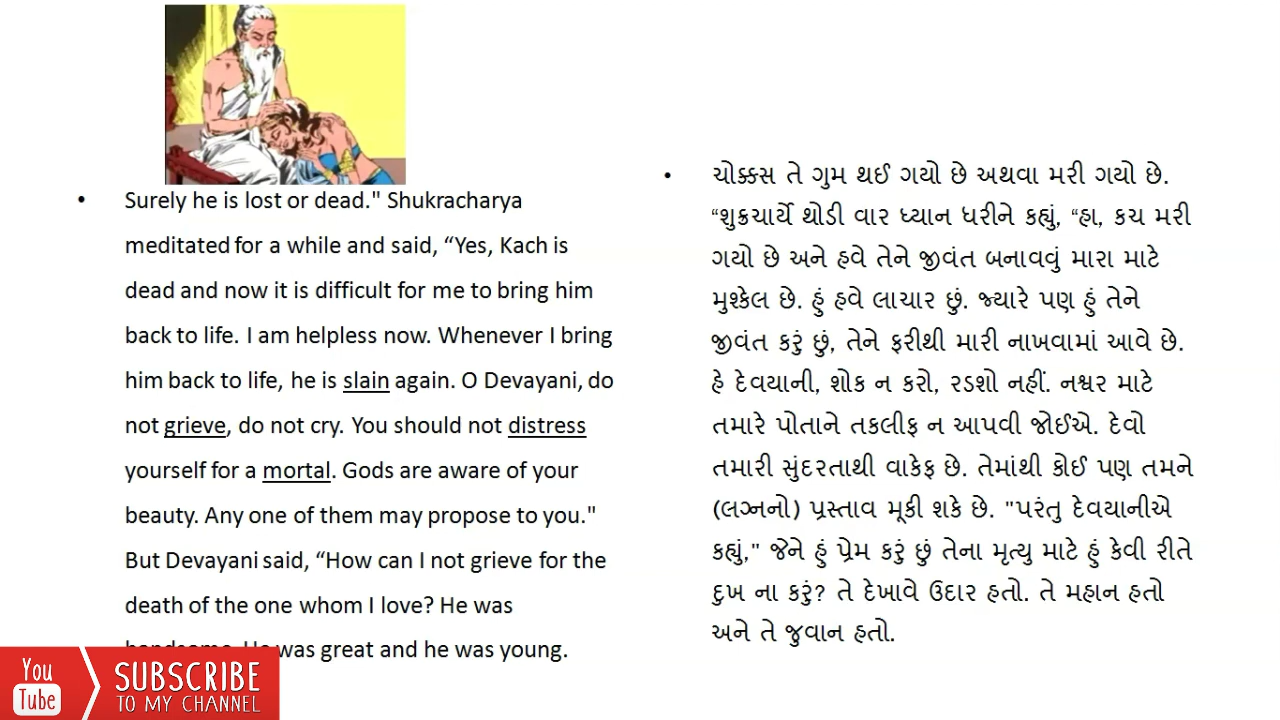 • Surely he is lost or dead." Shukracharya
meditated for a while and said, “Yes, Kach is
dead and now it is difficult for me to bring him
back to life. I am helpless now. Whenever I bring
him back to life, he is slain again. O Devayani, do
not grieve, do not cry. You should not distress
yourself for a mortal. Gods are aware of your
beauty. Any one of them may propose to you."
But Devayani said, “How can I not grieve for the
death of the one whom I love? He was
was great and he was young.
• ચોક્કસ તે ગુમ થઈ ગયો છે અથવા મરી ગયો છે.
“શુક્રચાર્યે થોડી વાર ધ્યાન ધરીને કહ્યું, “હા, કચ મરી
ગયો છે અને હવે તેને જીવંત બનાવવું મારા માટે
મુશ્કેલ છે. હું હવે લાચાર છું. જ્યારે પણ હું તેને
જીવંત કરું છું, તેને ફરીથી મારી નાખવામાં આવે છે.
હે દેવયાની, શોક ન કરો, રડશો નહીં. નશ્વર માટે
તમારે પોતાને તકલીફ ન આપવી જોઈએ. દેવો
તમારી સુંદરતાથી વાકેફ છે. તેમાંથી કોઈ પણ તમને
(લગ્નનો) પ્રસ્તાવ મૂકી શકે છે. "પરંતુ દેવયાનીએ
કહ્યું," જેને હું પ્રેમ કરું છું તેના મૃત્યુ માટે હું કેવી રીતે
દુખ ના કરું? તે દેખાવે ઉદાર હતો. તે મહાન હતો
અને તે જુવાન હતો.
You
Tube
SUBSCRIBE
TO MY CHANNEL